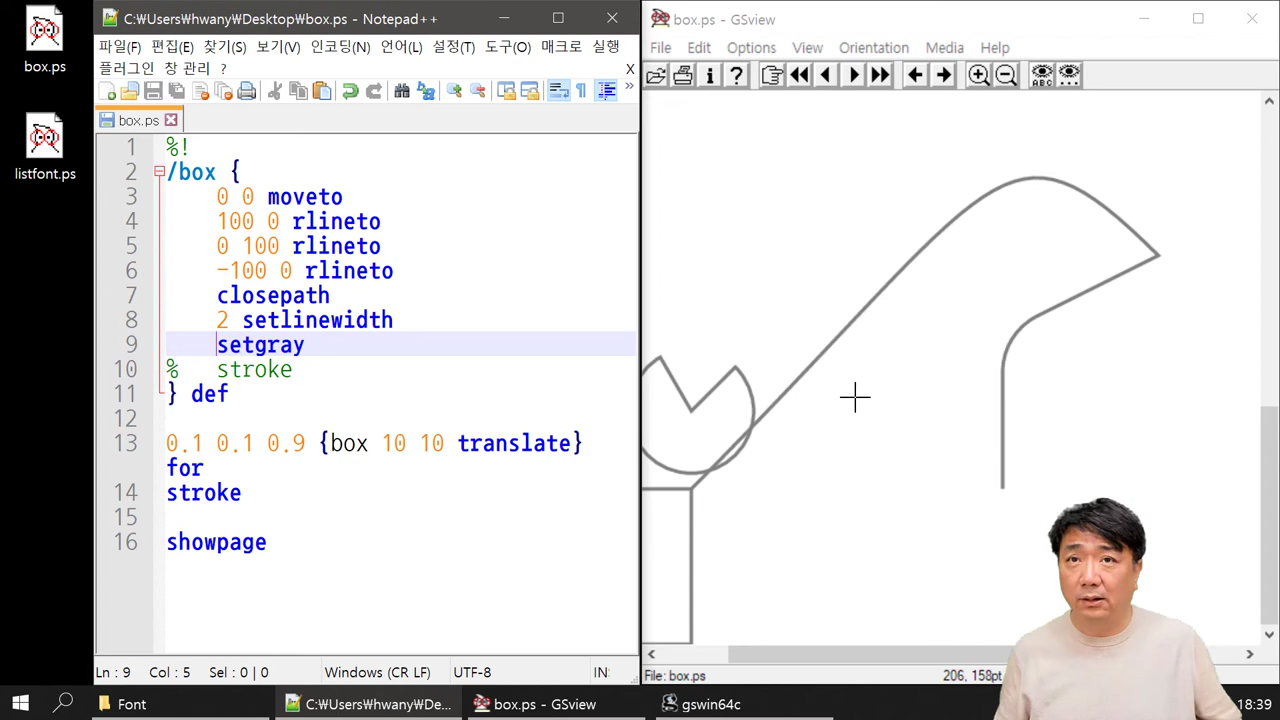 box.ps
listfont.ps
C:₩Users₩hwany₩Desktop₩box.ps - Notepad++
파일(F) 편집(E) 찾기(S) 보기(V) 인코딩(N) 언어(L) 설정(T) 도구(O) 매크로 실행
플러그인 창 관리 ? X
box.ps
1 %!
2 /box {
3 0 0 moveto
4 100 0 rlineto
5 0 100 rlineto
6 -100 0 rlineto
7 closepath
8 2 setlinewidth
9 setgray
10 % stroke
11 } def
12
13 0.1 0.1 0.9 {box 10 10 translate}
for
14 stroke
15
16 showpage
Ln : 9 Col : 5 Sel : 0 | 0 Windows (CR LF) UTF-8 IN
box.ps - GSview
File Edit Options View Orientation Media Help
ABC
File: box.ps 206, 158pt
Font C:₩Users₩hwany₩De... box.ps - GSview gswin64c 18:39